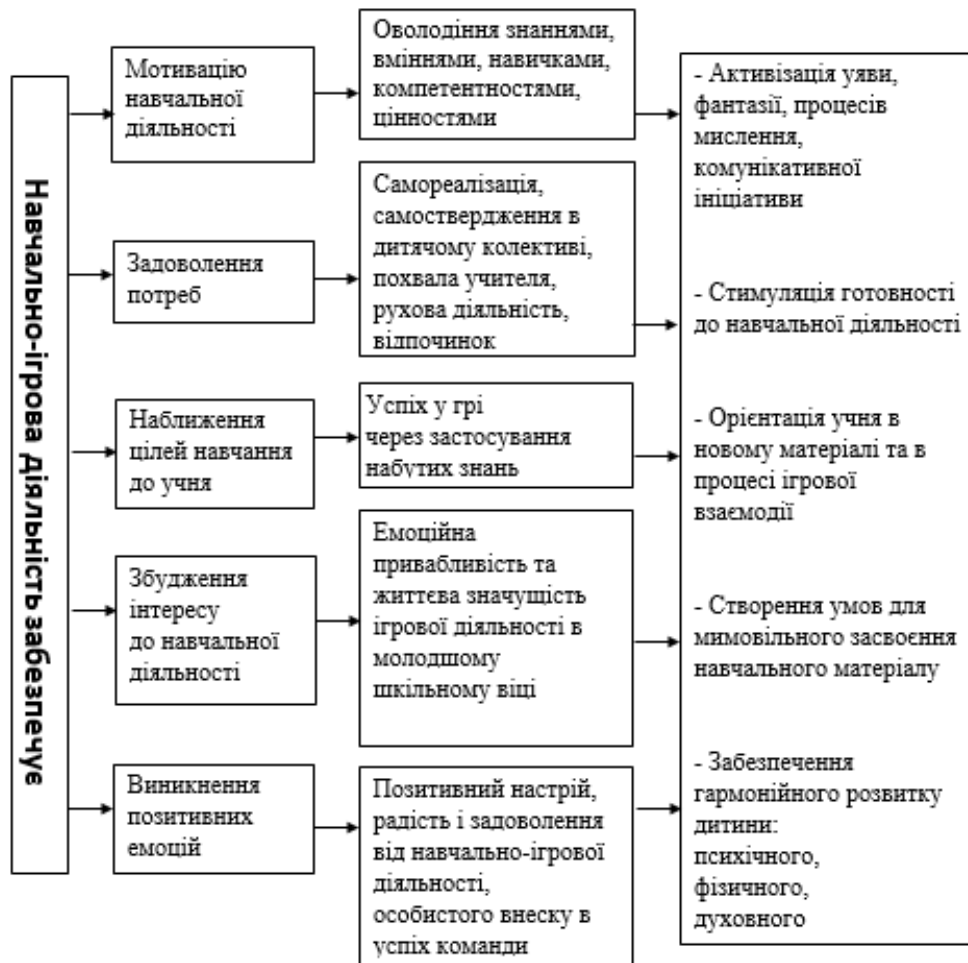 Навчально-ігрова діяльність забезпечує
Мотивацію
навчальної
діяльності
Оволодіння знаннями,
вміннями, навичками,
компетентностями,
цінностями
- Активізація уяви,
фантазії, процесів
мислення,
комунікативної
ініціативи
Задоволення
потреб
Самореалізація,
самоствердження в
дитячому колективі,
похвала учителя,
рухова діяльність,
відпочинок
- Стимуляція готовності
до навчальної діяльності
Наближення
цілей навчання
до учня
Успіх у грі
через застосування
набутих знань
- Орієнтація учня в
новому матеріалі та в
процесі ігрової
взаємодії
Збудження
інтересу
до навчальної
діяльності
Емоційна
привабливість та
життєва значущість
ігрової діяльності в
молодшому
шкільному віці
- Створення умов для
мимовільного засвоєння
навчального матеріалу
Виникнення
позитивних
емоцій
Позитивний настрій,
радість і задоволення
від навчально-ігрової
діяльності,
особистого внеску в
успіх команди
- Забезпечення
гармонійного розвитку
дитини:
психічного,
фізичного,
духовного